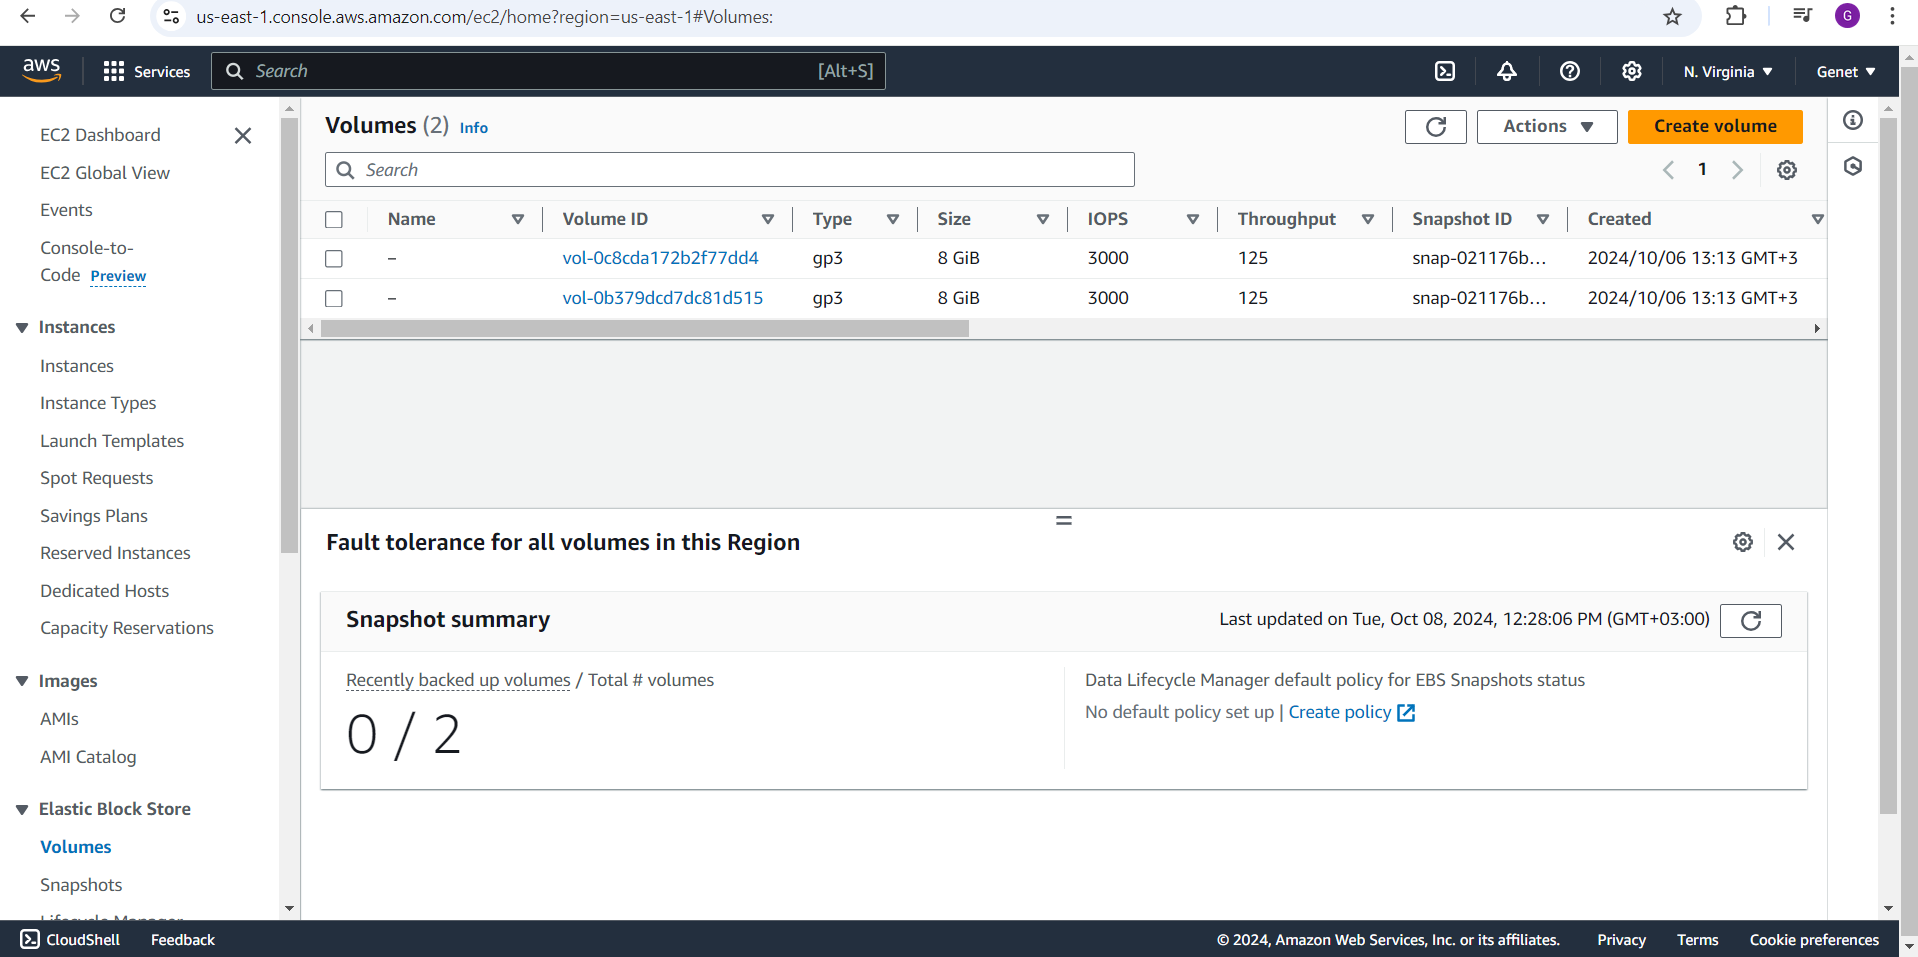 us-east-1.console.aws.amazon.com/ec2/home?region=us-east-1#Volumes:
G
aws
Services
Search
[Alt+S]
N. Virginia
Genet
EC2 Dashboard
EC2 Global View
Events
Console-to-
Code Preview
Instances
Instances
Instance Types
Launch Templates
Spot Requests
Savings Plans
Reserved Instances
Dedicated Hosts
Capacity Reservations
Images
AMIs
AMI Catalog
Elastic Block Store
Volumes
Snapshots
Lifecycle Manager
Volumes (2) Info
Actions
Create volume
Search
1
Name Volume ID Type Size IOPS Throughput Snapshot ID Created
– vol-0c8cda172b2f77dd4 gp3 8 GiB 3000 125 snap-021176b... 2024/10/06 13:13 GMT+3
– vol-0b379dcd7dc81d515 gp3 8 GiB 3000 125 snap-021176b... 2024/10/06 13:13 GMT+3
Fault tolerance for all volumes in this Region
Snapshot summary
Last updated on Tue, Oct 08, 2024, 12:28:06 PM (GMT+03:00)
Recently backed up volumes / Total # volumes
0 / 2
Data Lifecycle Manager default policy for EBS Snapshots status
No default policy set up | Create policy
CloudShell
Feedback
© 2024, Amazon Web Services, Inc. or its affiliates.
Privacy
Terms
Cookie preferences